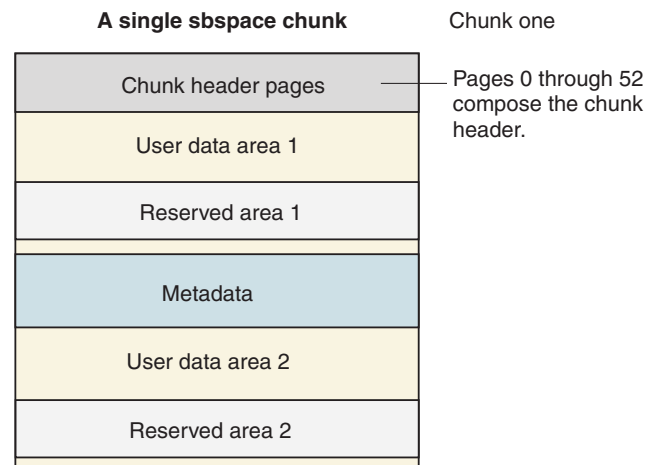 A single sbspace chunk
Chunk one
Chunk header pages
Pages 0 through 52
compose the chunk
header.
User data area 1
Reserved area 1
Metadata
User data area 2
Reserved area 2